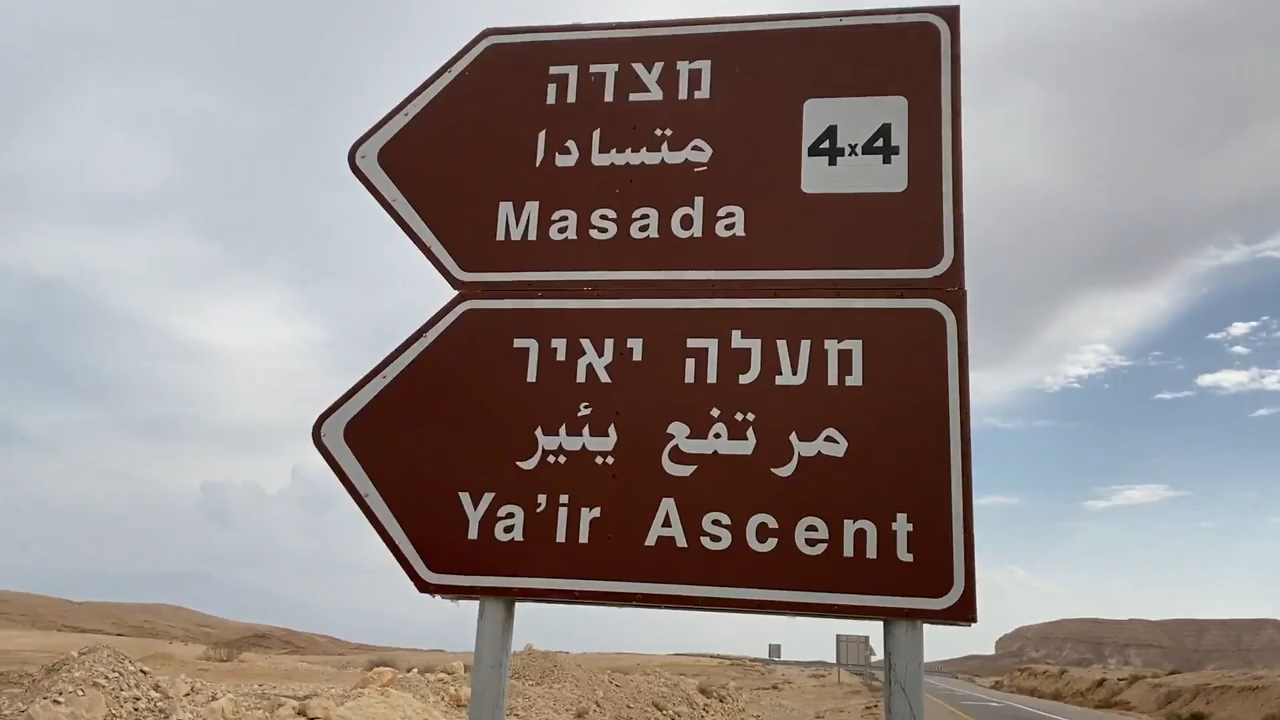 מצדה
مِتسادا
Masada
4x4
מעלה יאיר
مرتفع يئير
Ya'ir Ascent